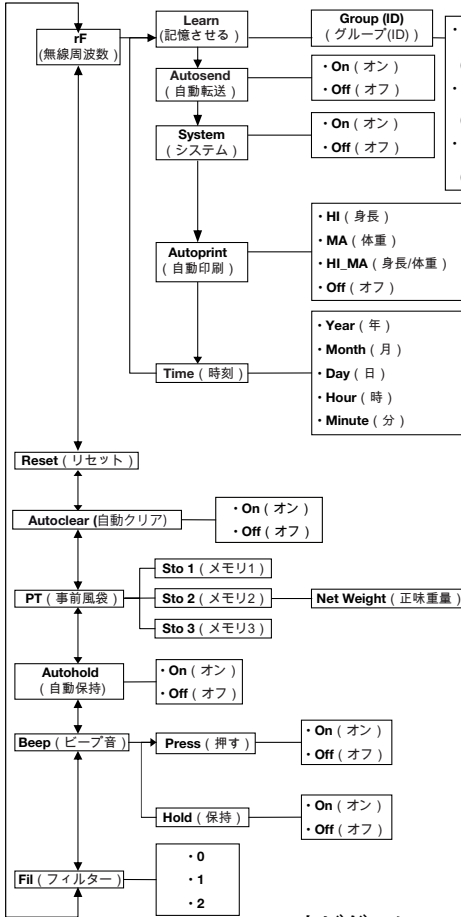 rF
(無線周波数)
Learn
(記憶させる)
Group (ID)
( グループ(ID) )
Autosend
( 自動転送 )
・On ( オン )
・Off ( オフ )
System
( システム )
・On ( オン )
・Off ( オフ )
Autoprint
( 自動印刷 )
・HI ( 身長 )
・MA ( 体重 )
・HI_MA ( 身長/体重 )
・Off ( オフ )
Time ( 時刻 )
・Year ( 年 )
・Month ( 月 )
・Day ( 日 )
・Hour ( 時 )
・Minute ( 分 )
Reset ( リセット )
Autoclear (自動クリア)
・On ( オン )
・Off ( オフ )
PT ( 事前風袋 )
Sto 1 ( メモリ1 )
Sto 2 ( メモリ2 )
Sto 3 ( メモリ3 )
Net Weight ( 正味重量 )
Autohold
( 自動保持)
・On ( オン )
・Off ( オフ )
Beep ( ビープ音 )
Press ( 押す )
・On ( オン )
・Off ( オフ )
Hold ( 保持 )
・On ( オン )
・Off ( オフ )
Fil ( フィルター )
・0
・1
・2